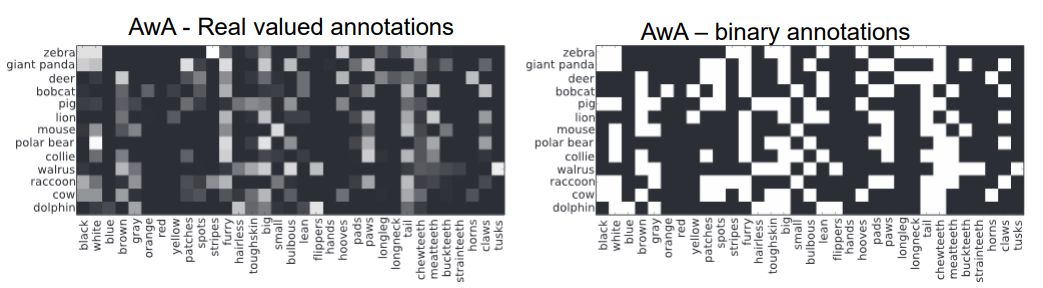 AwA - Real valued annotations
zebra
giant panda
deer
bobcat
pig
lion
mouse
polar bear
collie
walrus
raccoon
cow
dolphin
black
white
blue
brown
gray
orange
red
yellow
patches
spots
stripes
furry
hairless
toughskin
big
small
bulbous
lean
flippers
hands
hooves
pads
paws
longleg
longneck
tail
chewteeth
meatteeth
buckteeth
strainteeth
horns
claws
tusks
AwA – binary annotations
zebra
giant panda
deer
bobcat
pig
lion
mouse
polar bear
collie
walrus
raccoon
cow
dolphin
black
white
blue
brown
gray
orange
red
yellow
patches
spots
stripes
furry
hairless
toughskin
big
small
bulbous
lean
flippers
hands
hooves
pads
paws
longleg
longneck
tail
chewteeth
meatteeth
buckteeth
strainteeth
horns
claws
tusks